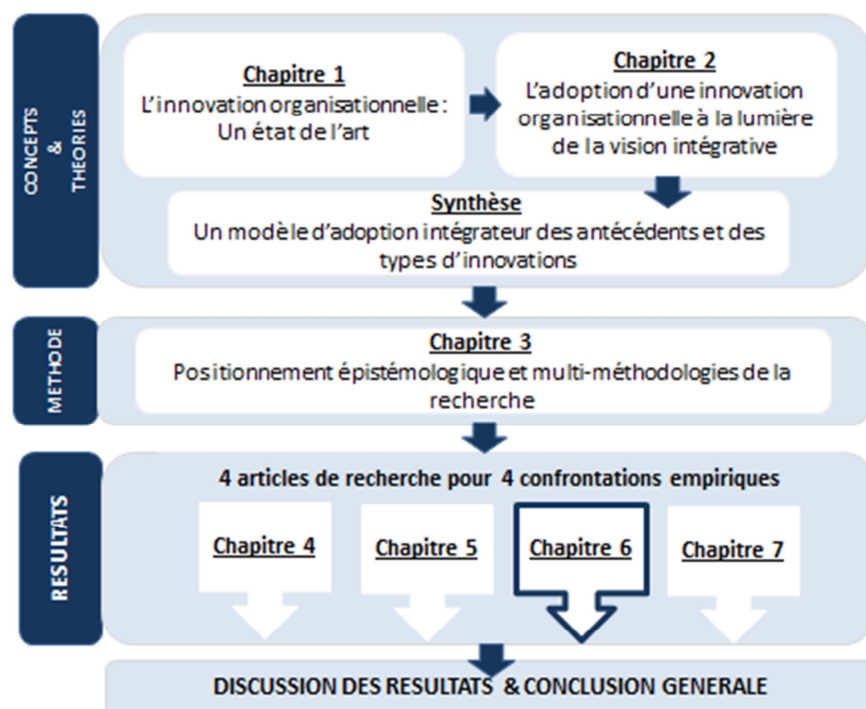 CONCEPTS
&
THEORIES
Chapitre 1
L'innovation organisationnelle :
Un état de l'art
Chapitre 2
L'adoption d'une innovation
organisationnelle à la lumière
de la vision intégrative
Synthèse
Un modèle d'adoption intégrateur des antécédents et des
types d'innovations
METHODE
Chapitre 3
Positionnement épistémologique et multi-méthodologies de la
recherche
RESULTATS
4 articles de recherche pour 4 confrontations empiriques
Chapitre 4
Chapitre 5
Chapitre 6
Chapitre 7
DISCUSSION DES RESULTATS & CONCLUSION GENERALE